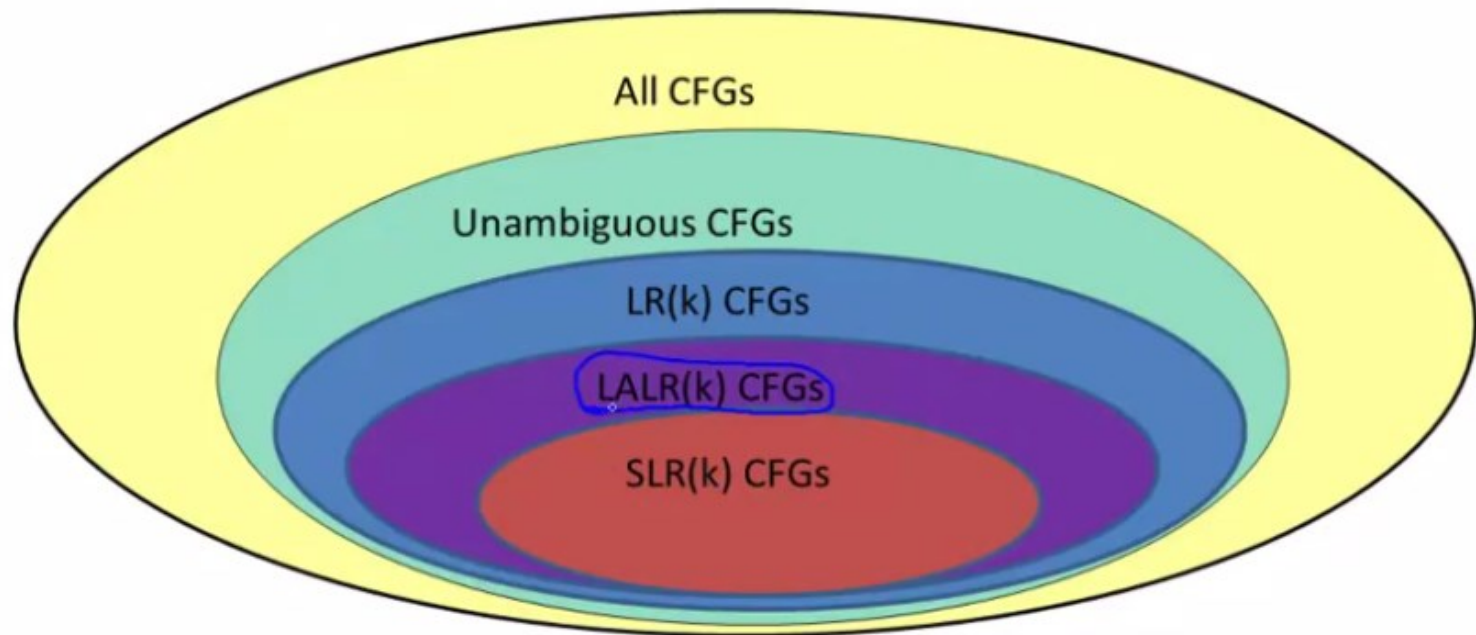 All CFGs
Unambiguous CFGs
LR(k) CFGs
LALR(k) CFGs
SLR(k) CFGs